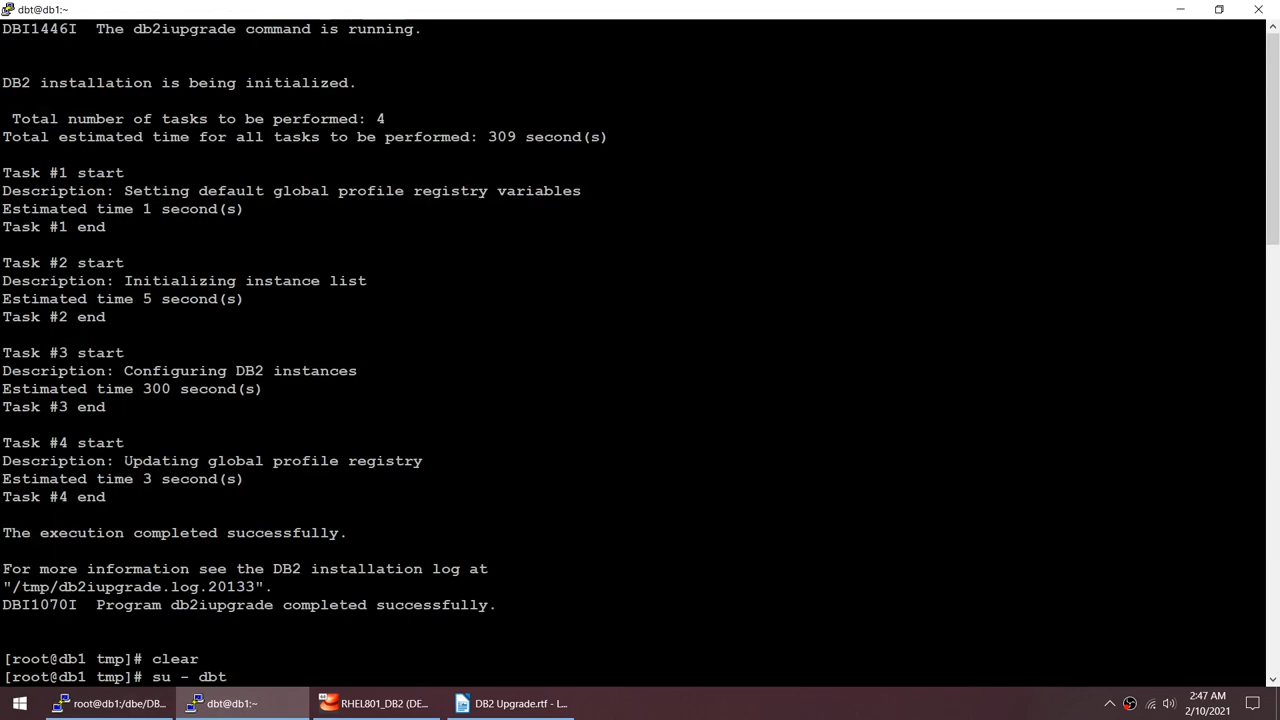 dbt@db1:~
DBI1446I  The db2iupgrade command is running.
DB2 installation is being initialized.
Total number of tasks to be performed: 4
Total estimated time for all tasks to be performed: 309 second(s)
Task #1 start
Description: Setting default global profile registry variables
Estimated time 1 second(s)
Task #1 end
Task #2 start
Description: Initializing instance list
Estimated time 5 second(s)
Task #2 end
Task #3 start
Description: Configuring DB2 instances
Estimated time 300 second(s)
Task #3 end
Task #4 start
Description: Updating global profile registry
Estimated time 3 second(s)
Task #4 end
The execution completed successfully.
For more information see the DB2 installation log at
"/tmp/db2iupgrade.log.20133".
DBI1070I  Program db2iupgrade completed successfully.
[root@db1 tmp]# clear
[root@db1 tmp]# su - dbt
root@db1:/dbe/DB... dbt@db1:~ RHEL801_DB2 (DE... DB2 Upgrade.rtf - L... 2:47 AM
2/10/2021